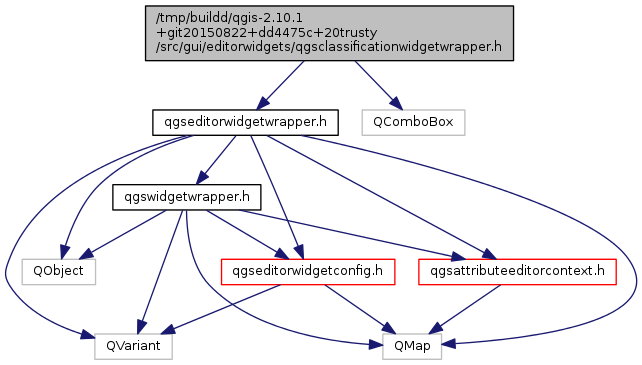 /tmp/buildd/qgis-2.10.1
+git20150822+dd4475c+20trusty
/src/gui/editorwidgets/qgsclassificationwidgetwrapper.h
qgseditorwidgetwrapper.h
QComboBox
qgswidgetwrapper.h
QObject
qgseditorwidgetconfig.h
qgsattributeeditorcontext.h
QVariant
QMap